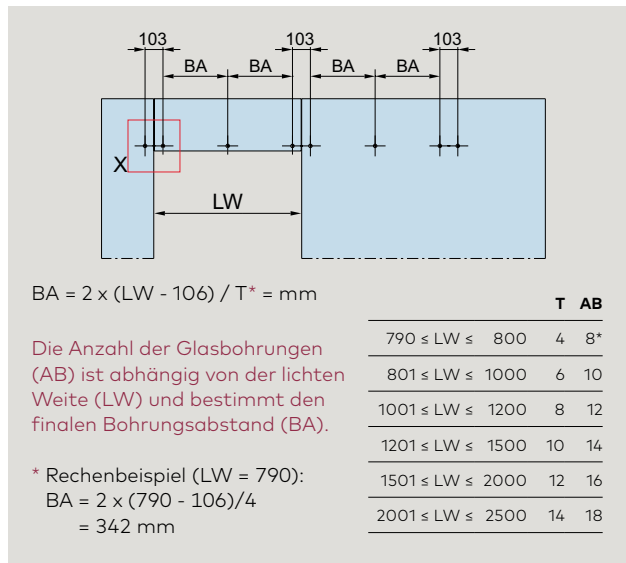 103 103 103
BA BA BA BA
X
LW
BA = 2 x (LW - 106) / T* = mm
Die Anzahl der Glasbohrungen
(AB) ist abhängig von der lichten
Weite (LW) und bestimmt den
finalen Bohrungsabstand (BA).
* Rechenbeispiel (LW = 790):
BA = 2 x (790 - 106)/4
= 342 mm
T AB
790 ≤ LW ≤ 800 4 8*
801 ≤ LW ≤ 1000 6 10
1001 ≤ LW ≤ 1200 8 12
1201 ≤ LW ≤ 1500 10 14
1501 ≤ LW ≤ 2000 12 16
2001 ≤ LW ≤ 2500 14 18